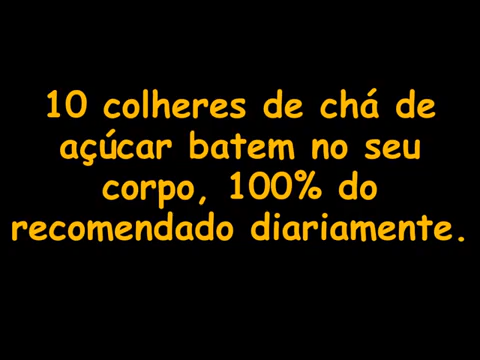 10 colheres de chá de
açúcar batem no seu
corpo, 100% do
recomendado diariamente.